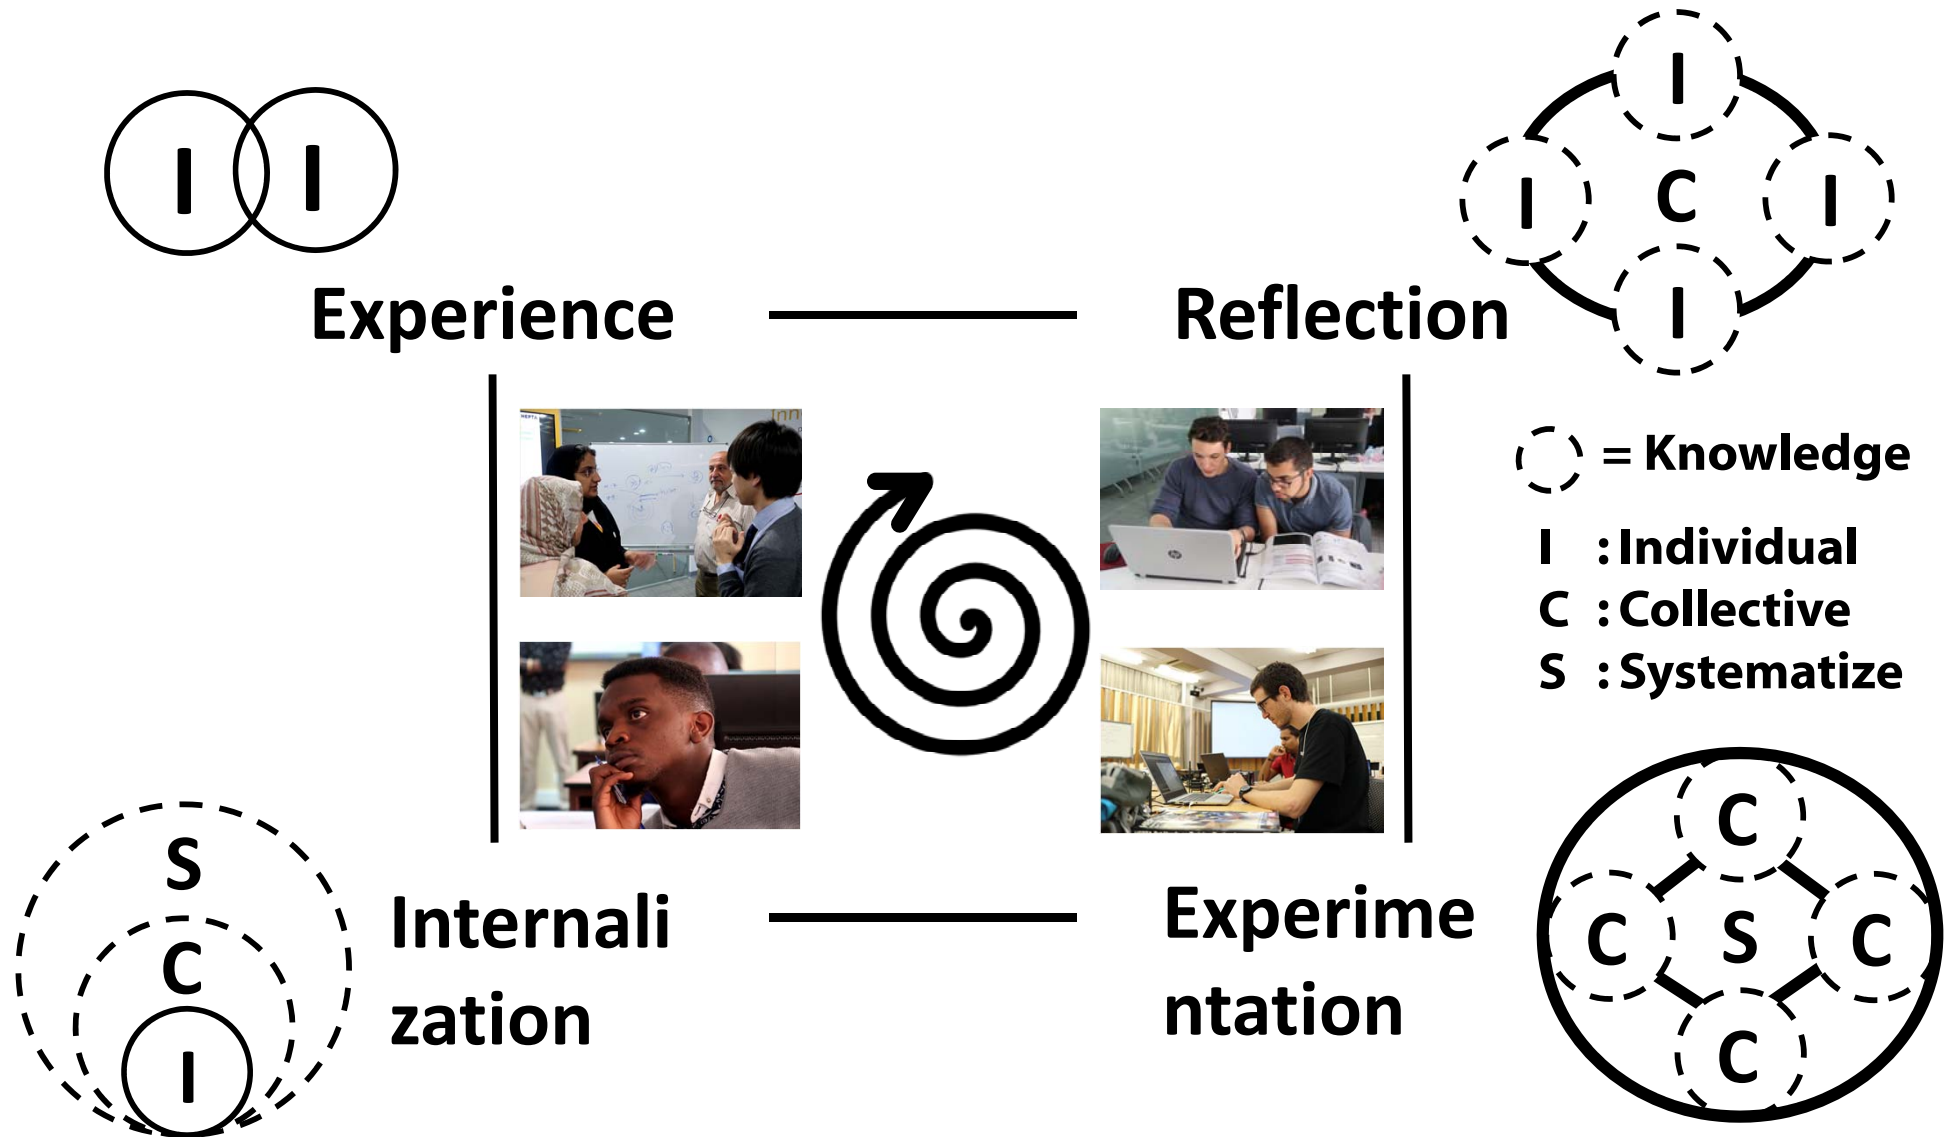 I I
I
I C I
I
Experience
Reflection
= Knowledge
I : Individual
C : Collective
S : Systematize
S
C
I
Internali
zation
Experime
ntation
C
C S C
C